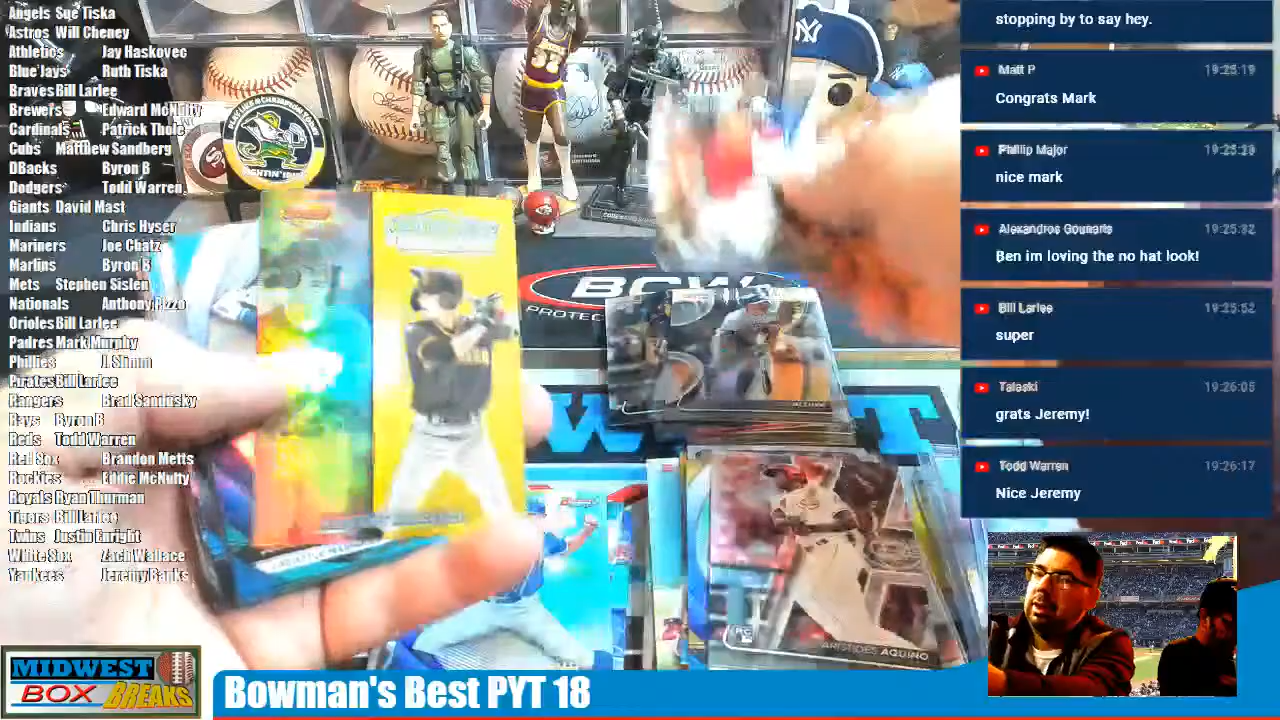 Angels Sue Tiska
Astros Will Cheney
Athletics Jay Haskovec
Blue Jays Ruth Tiska
Braves Bill Larlee
Brewers Edward McNulty
Cardinals Patrick Thole
Cubs Matthew Sandberg
DBacks Byron B
Dodgers Todd Warren
Giants David Mast
Indians Chris Hyser
Mariners Joe Chatz
Marlins Byron B
Mets Stephen Sislen
Nationals Anthony Rizzo
Orioles Bill Larlee
Padres Mark Murphy
Phillies
Pirates Bill Larlee
Rangers Brad Sandusky
Rays Byron B
Reds Todd Warren
Red Sox Brandon Metts
Rockies Eddie McNulty
Royals Ryan Thurman
Tigers Bill Larlee
Twins Justin Enright
White Sox Zach Wallace
Yankees Jeremy Banks
stopping by to say hey.
Matt P 19:25:19
Congrats Mark
Phillip Major 19:25:29
nice mark
Alexandros Gounaris 19:25:32
Ben im loving the no hat look!
Bill Larlee 19:25:52
super
Talaski 19:26:05
grats Jeremy!
Todd Warren 19:26:17
Nice Jeremy
33
NY
BCW
ARISTIDES AQUINO
RC
MIDWEST
BOX
BREAKS
Bowman's Best PYT 18